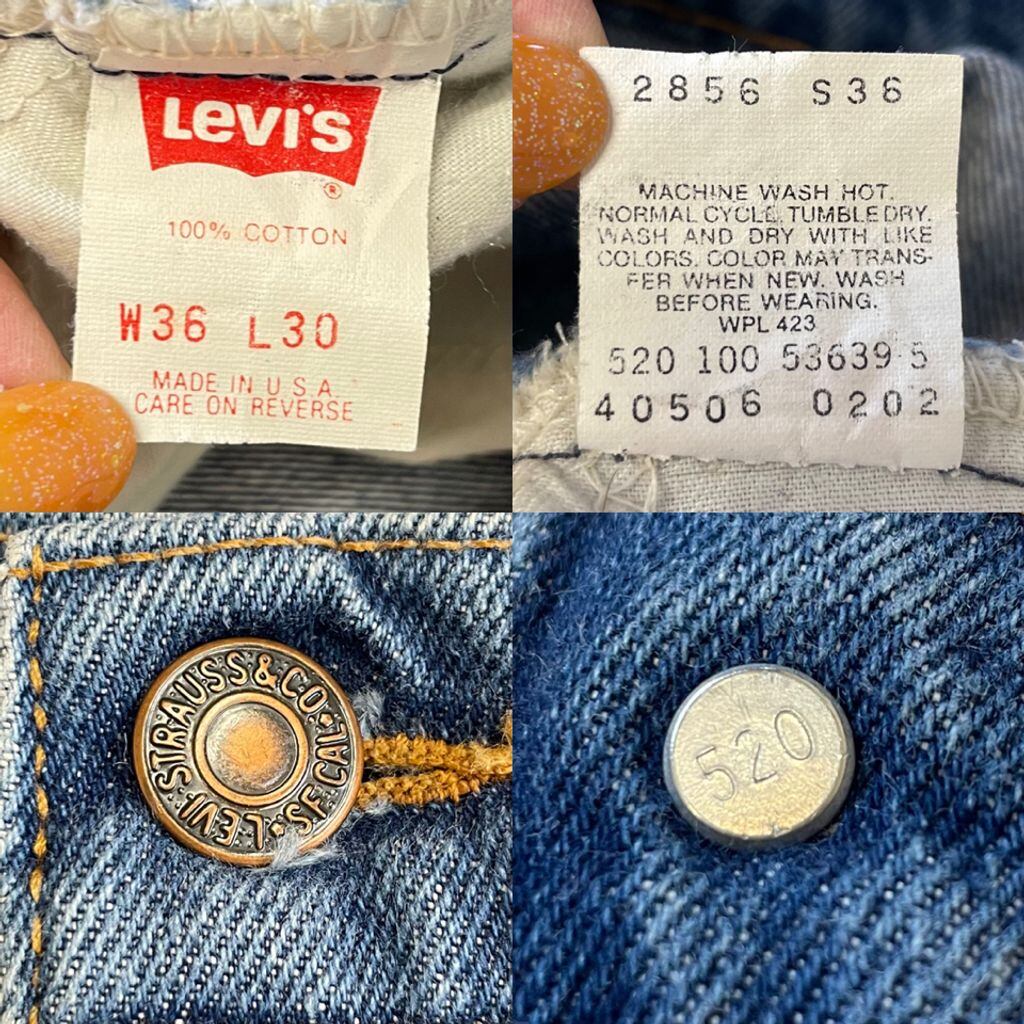 Levi's
®
100% COTTON
W36 L30
MADE IN U.S.A.
CARE ON REVERSE
2856 S36
MACHINE WASH HOT.
NORMAL CYCLE. TUMBLE DRY.
WASH AND DRY WITH LIKE
COLORS. COLOR MAY TRANS-
FER WHEN NEW. WASH
BEFORE WEARING.
WPL 423
520 100 53639 5
40506 0202
LEVI STRAUSS & CO ★ S.F. CAL ★
520